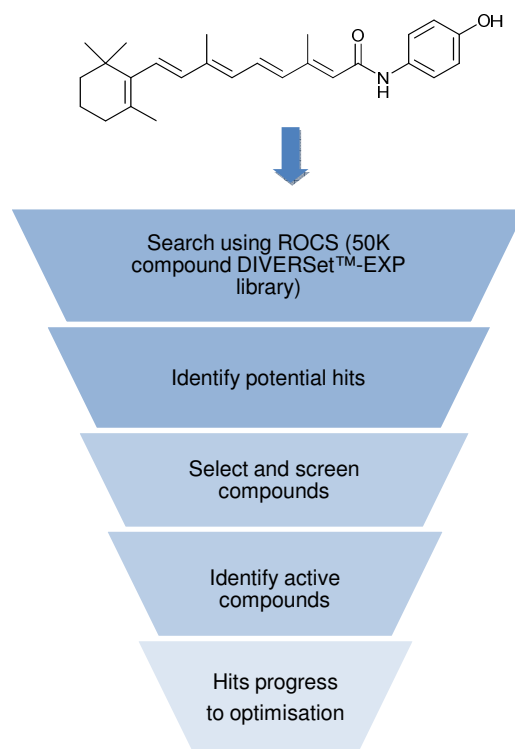 OH
O
N
H
Search using ROCS (50K
compound DIVERSet™-EXP
library)
Identify potential hits
Select and screen
compounds
Identify active
compounds
Hits progress
to optimisation